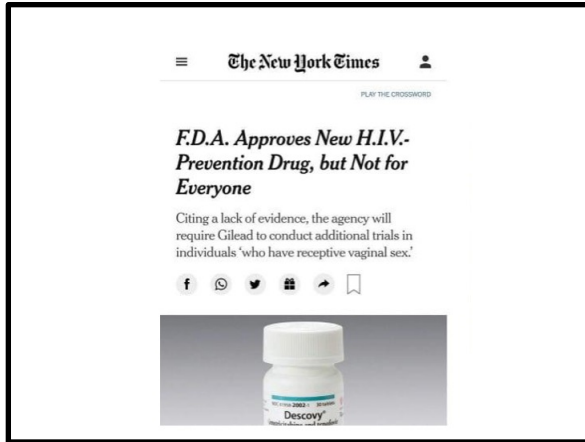 The New York Times
PLAY THE CROSSWORD
F.D.A. Approves New H.I.V.-
Prevention Drug, but Not for
Everyone
Citing a lack of evidence, the agency will
require Gilead to conduct additional trials in
individuals ‘who have receptive vaginal sex.’
Descovy®